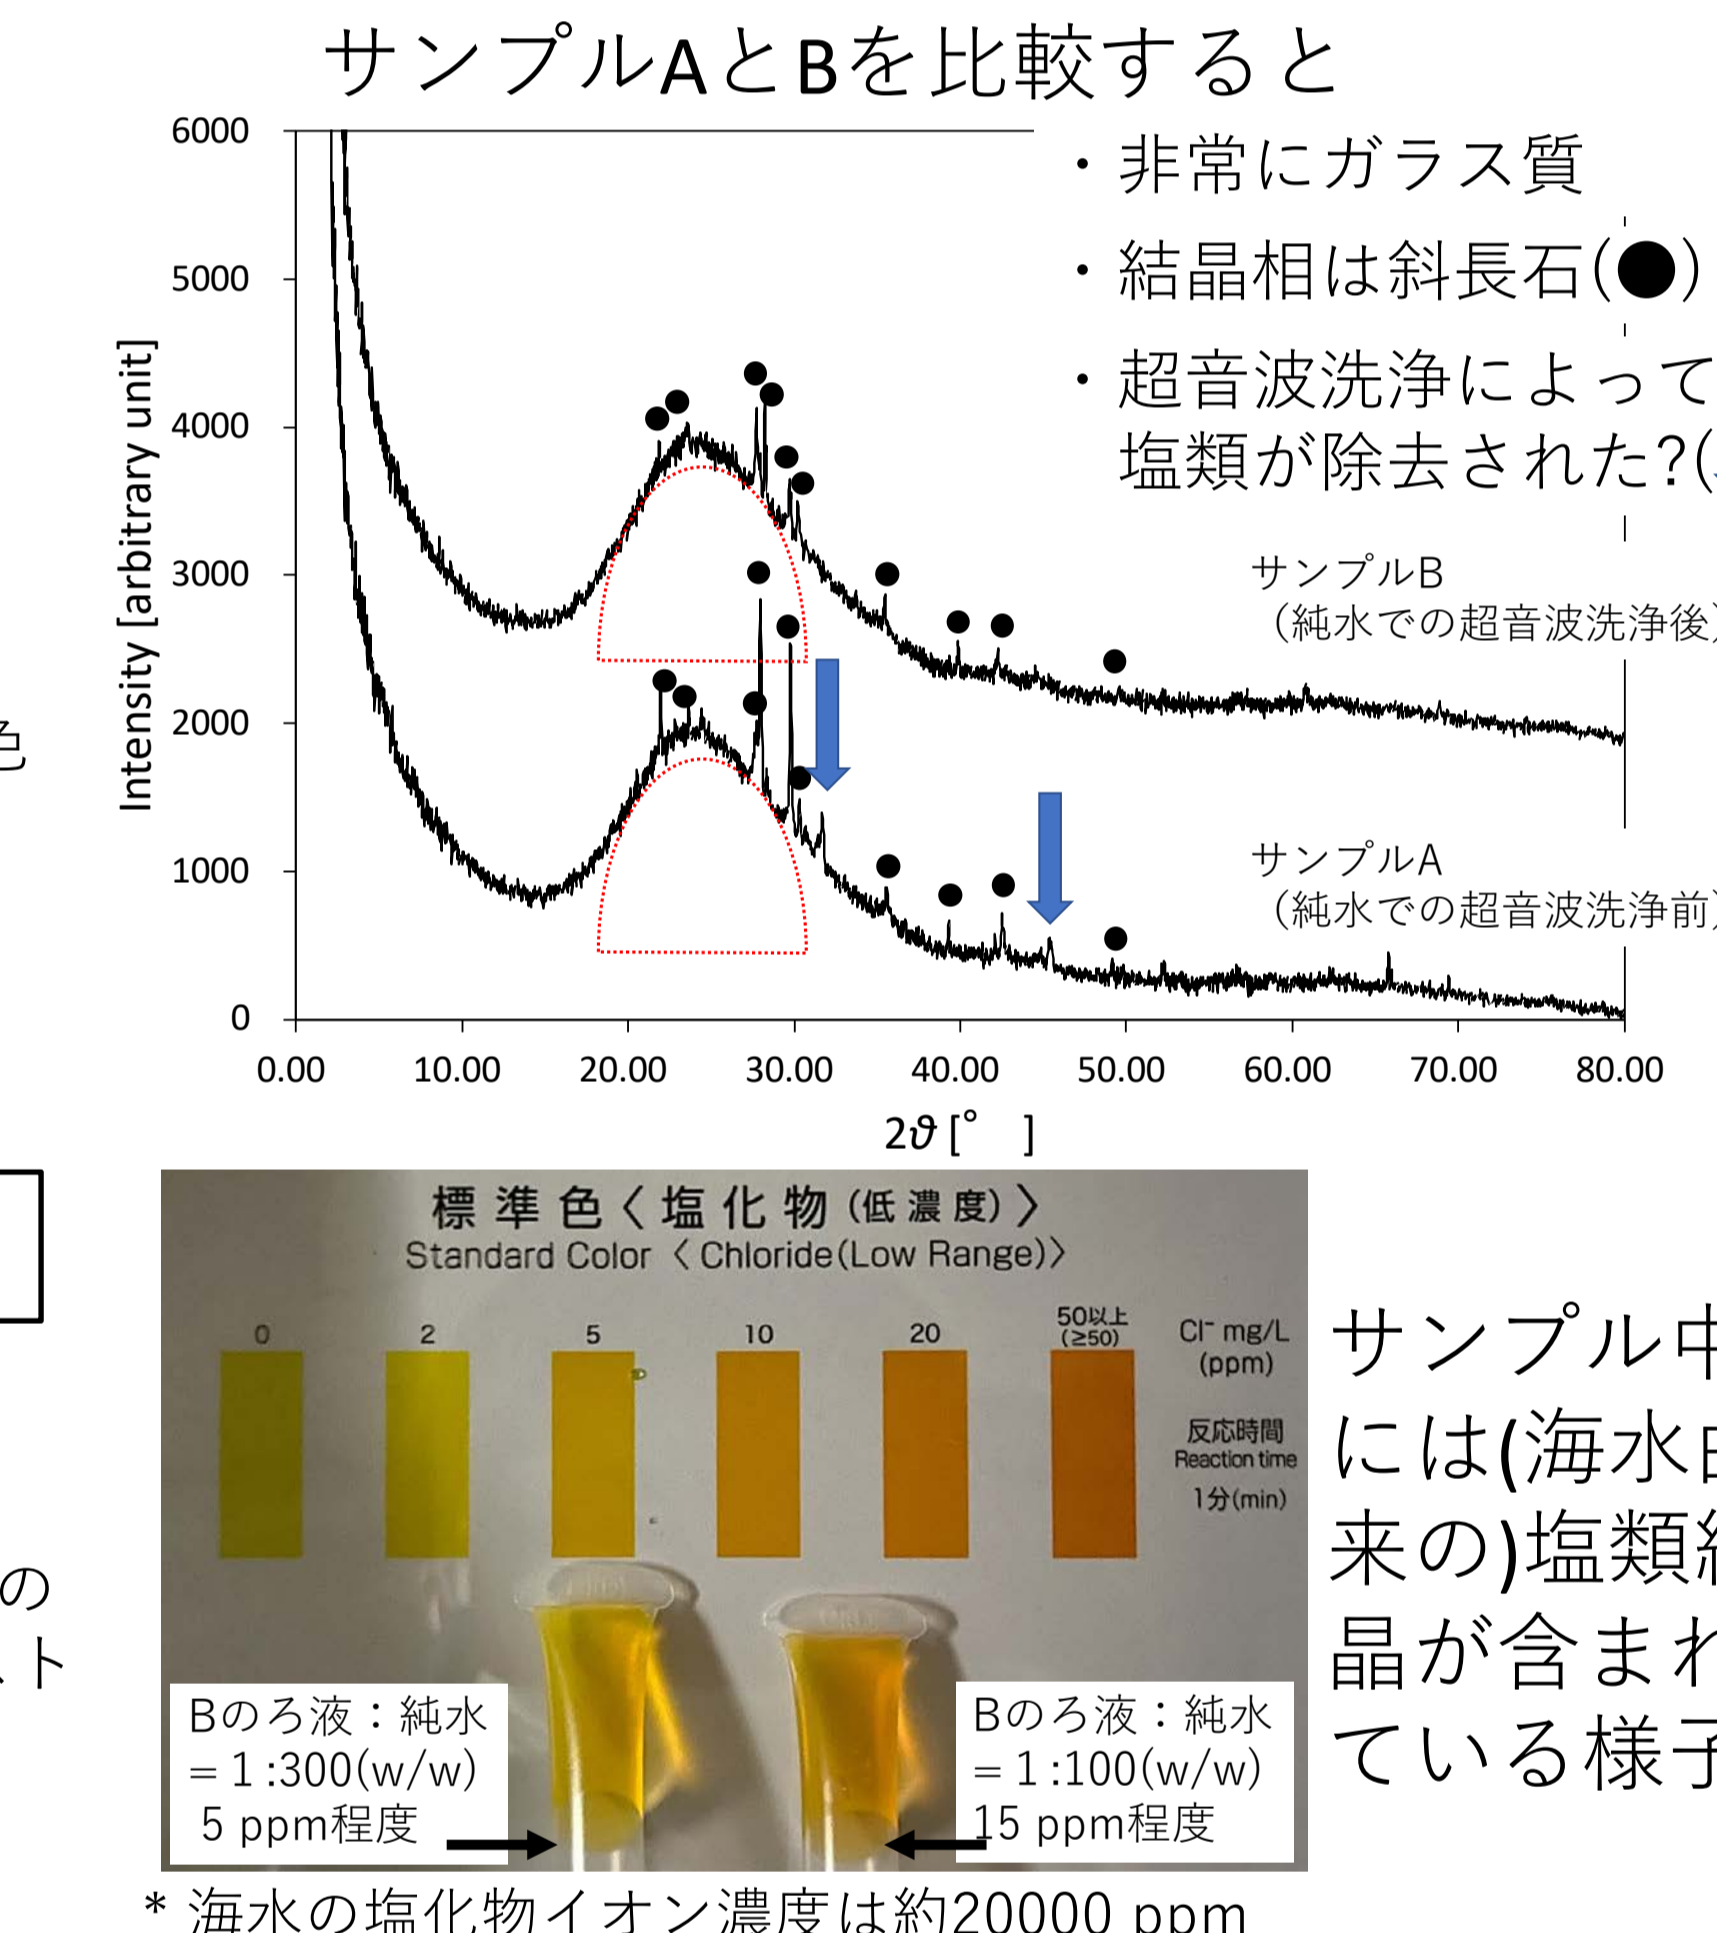 サンプルAとBを比較すると
・非常にガラス質
・結晶相は斜長石(●)
・超音波洗浄によって
塩類が除去された?(
サンプルB
（純水での超音波洗浄後）
サンプルA
（純水での超音波洗浄前）
Intensity [arbitrary unit]
6000
5000
4000
3000
2000
1000
0
0.00 10.00 20.00 30.00 40.00 50.00 60.00 70.00 80.00
2ϑ [° ]
色
の
スト
標準色〈塩化物(低濃度)〉
Standard Color〈Chloride(Low Range)〉
0 2 5 10 20 50以上
(≥50)
Cl⁻ mg/L
(ppm)
反応時間
Reaction time
1分(min)
Bのろ液：純水
= 1 :300(w/w)
5 ppm程度
Bのろ液：純水
= 1 :100(w/w)
15 ppm程度
サンプル中
には(海水由
来の)塩類結
晶が含まれ
ている様子
* 海水の塩化物イオン濃度は約20000 ppm